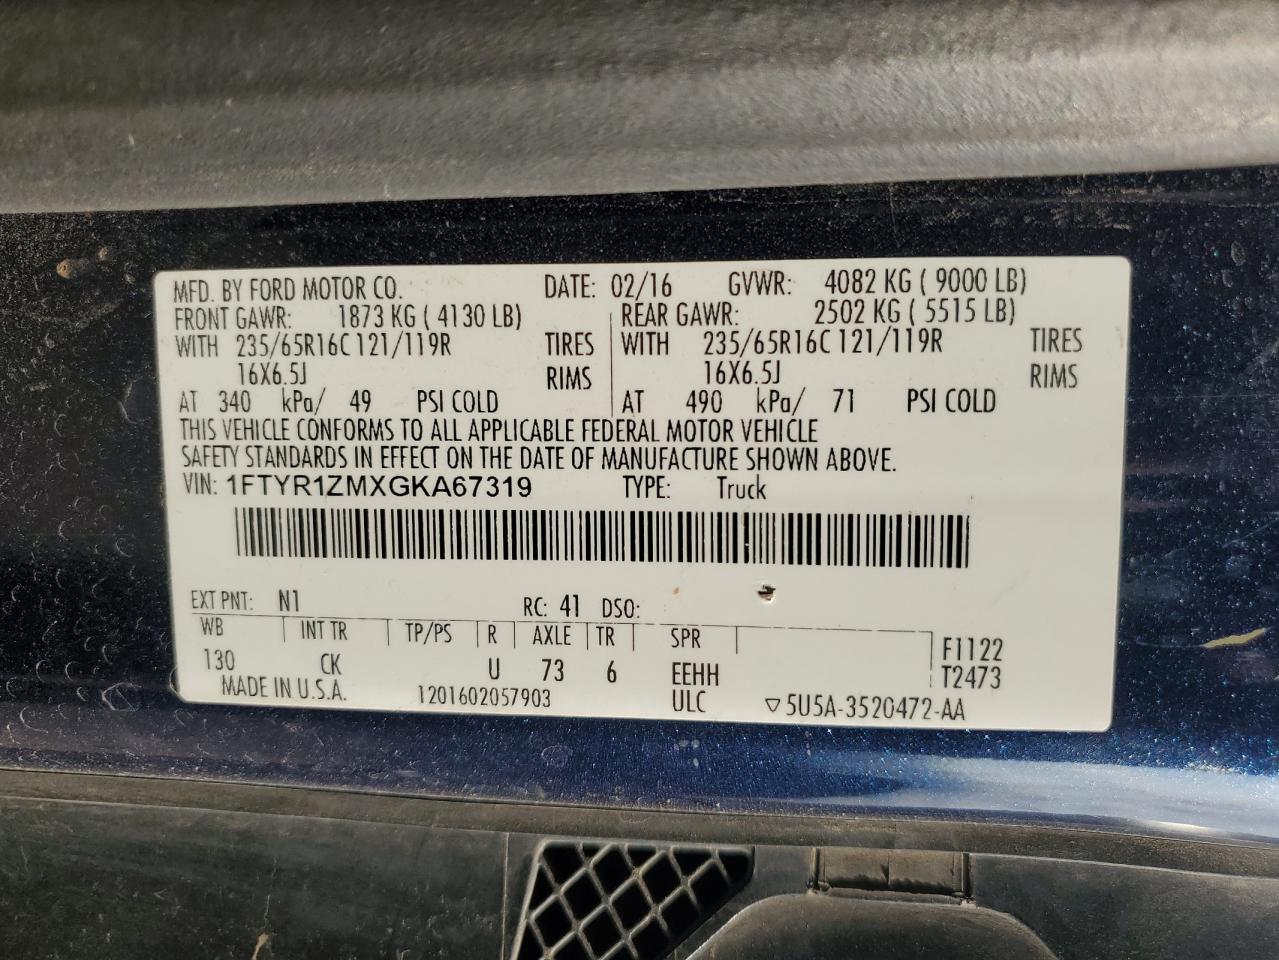 MFD. BY FORD MOTOR CO. DATE: 02/16 GVWR: 4082 KG ( 9000 LB)
FRONT GAWR: 1873 KG ( 4130 LB) REAR GAWR: 2502 KG ( 5515 LB)
WITH 235/65R16C 121/119R TIRES WITH 235/65R16C 121/119R TIRES
16X6.5J RIMS 16X6.5J RIMS
AT 340 kPa/ 49 PSI COLD AT 490 kPa/ 71 PSI COLD
THIS VEHICLE CONFORMS TO ALL APPLICABLE FEDERAL MOTOR VEHICLE
SAFETY STANDARDS IN EFFECT ON THE DATE OF MANUFACTURE SHOWN ABOVE.
VIN: 1FTYR1ZMXGKA67319 TYPE: Truck
EXT PNT: N1 RC: 41 DSO:
WB INT TR TP/PS R AXLE TR SPR F1122
130 CK U 73 6 EEHH T2473
MADE IN U.S.A. 1201602057903 ULC ▽5U5A-3520472-AA